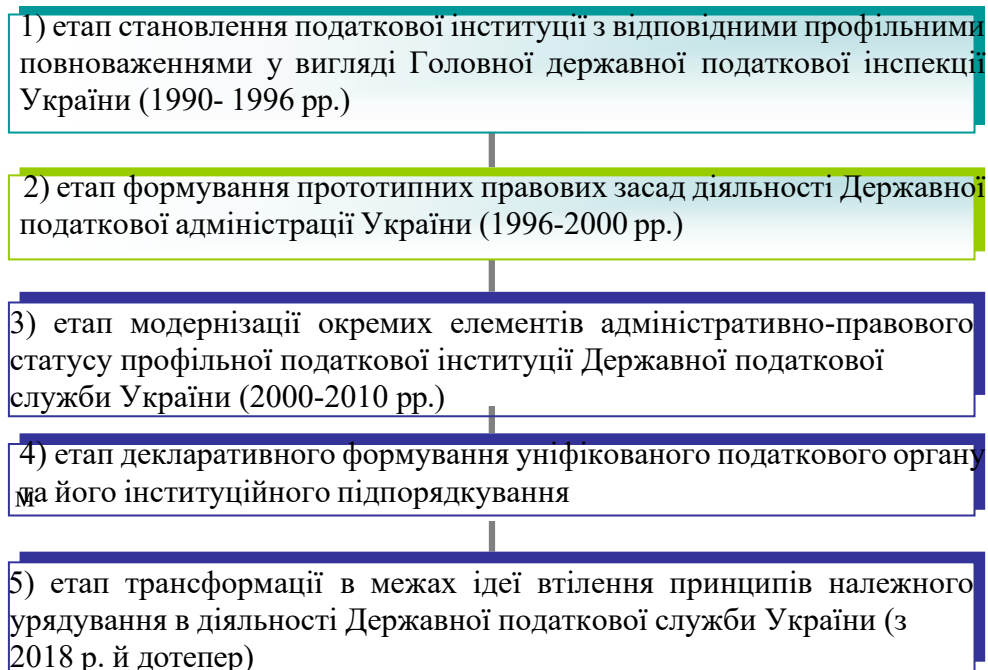 1) етап становлення податкової інституції з відповідними профільними
повноваженнями у вигляді Головної державної податкової інспекції
України (1990- 1996 рр.)
2) етап формування прототипних правових засад діяльності Державної
податкової адміністрації України (1996-2000 рр.)
3) етап модернізації окремих елементів адміністративно-правового
статусу профільної податкової інституції Державної податкової
служби України (2000-2010 рр.)
4) етап декларативного формування уніфікованого податкового органу
та його інституційного підпорядкування
5) етап трансформації в межах ідеї втілення принципів належного
урядування в діяльності Державної податкової служби України (з
2018 р. й дотепер)